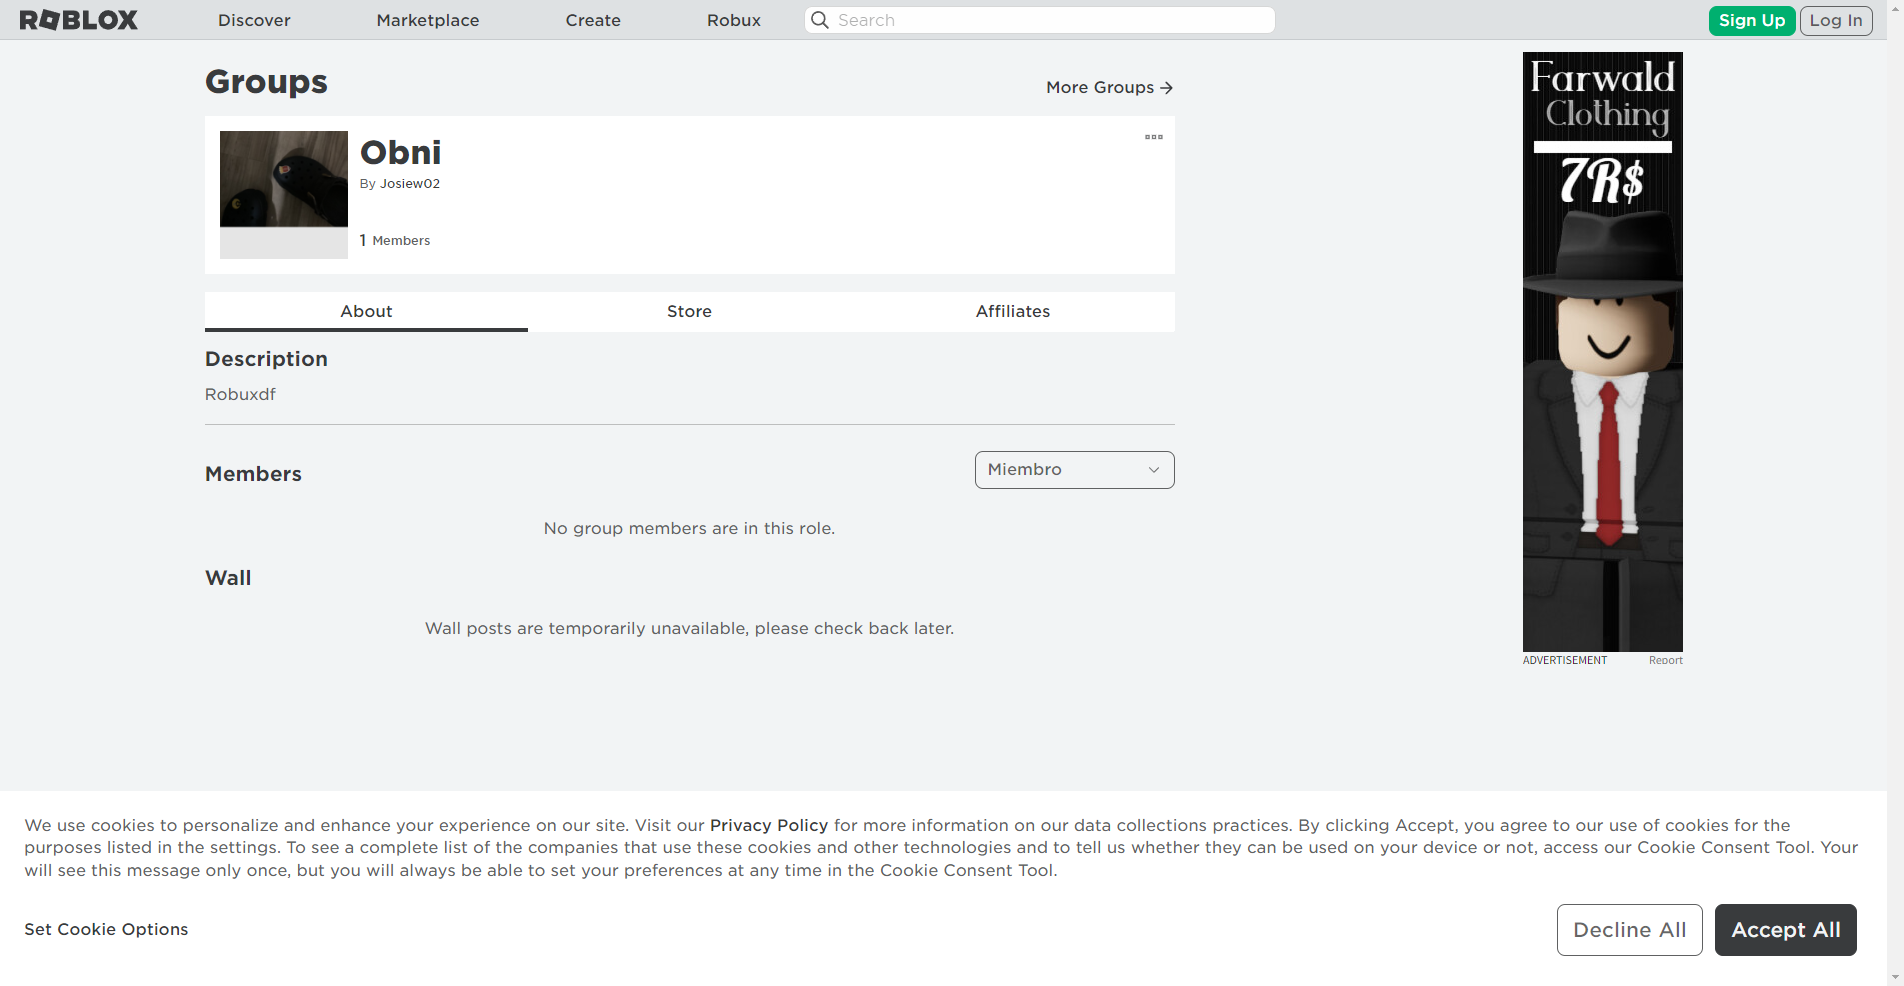 ROBLOX
Discover
Marketplace
Create
Robux
Search
Sign Up
Log In
Groups
More Groups
Obni
By Josiew02
1 Members
About
Store
Affiliates
Description
Robuxdf
Members
Miembro
No group members are in this role.
Wall
Wall posts are temporarily unavailable, please check back later.
Farwald
Clothing
7R$
ADVERTISEMENT
Report
We use cookies to personalize and enhance your experience on our site. Visit our Privacy Policy for more information on our data collections practices. By clicking Accept, you agree to our use of cookies for the
purposes listed in the settings. To see a complete list of the companies that use these cookies and other technologies and to tell us whether they can be used on your device or not, access our Cookie Consent Tool. Your
will see this message only once, but you will always be able to set your preferences at any time in the Cookie Consent Tool.
Set Cookie Options
Decline All
Accept All